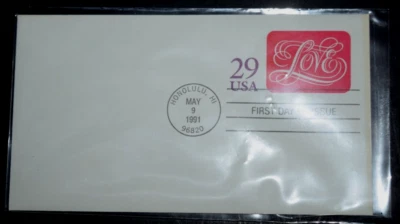 29
USA
LOVE
HONOLULU, HI
MAY
9
1991
96820
FIRST DAY OF ISSUE